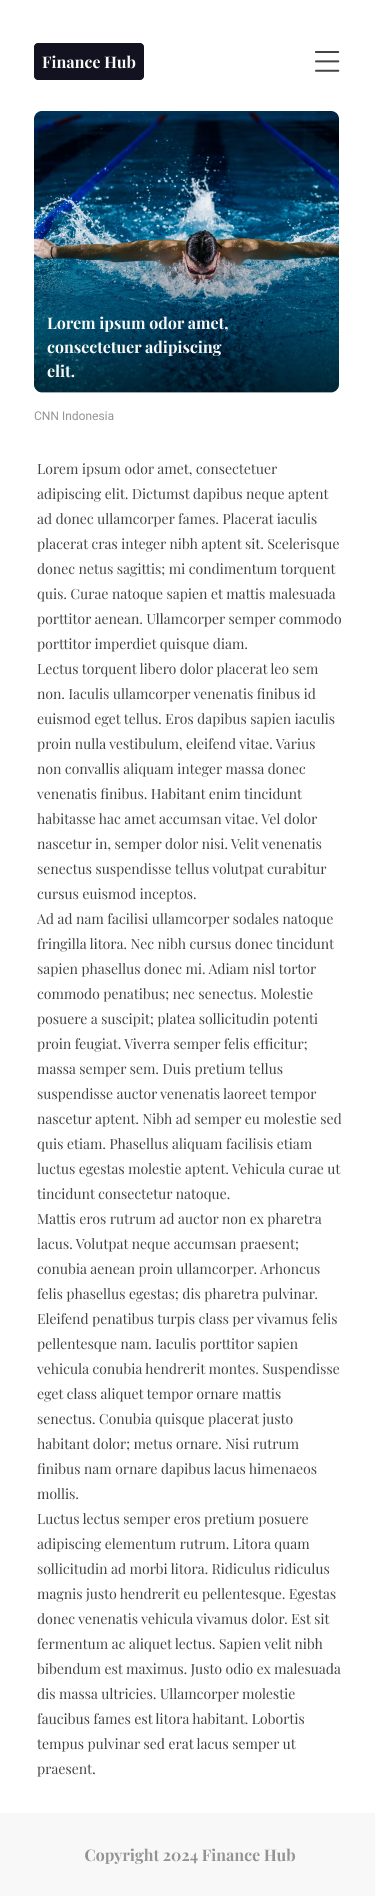 Finance Hub
Lorem ipsum odor amet,
consectetuer adipiscing
elit.
CNN Indonesia
Lorem ipsum odor amet, consectetuer
adipiscing elit. Dictumst dapibus neque aptent
ad donec ullamcorper fames. Placerat iaculis
placerat cras integer nibh aptent sit. Scelerisque
donec netus sagittis; mi condimentum torquent
quis. Curae natoque sapien et mattis malesuada
porttitor aenean. Ullamcorper semper commodo
porttitor imperdiet quisque diam.
Lectus torquent libero dolor placerat leo sem
non. Iaculis ullamcorper venenatis finibus id
euismod eget tellus. Eros dapibus sapien iaculis
proin nulla vestibulum, eleifend vitae. Varius
non convallis aliquam integer massa donec
venenatis finibus. Habitant enim tincidunt
habitasse hac amet accumsan vitae. Vel dolor
nascetur in, semper dolor nisi. Velit venenatis
senectus suspendisse tellus volutpat curabitur
cursus euismod inceptos.
Ad ad nam facilisi ullamcorper sodales natoque
fringilla litora. Nec nibh cursus donec tincidunt
sapien phasellus donec mi. Adiam nisl tortor
commodo penatibus; nec senectus. Molestie
posuere a suscipit; platea sollicitudin potenti
proin feugiat. Viverra semper felis efficitur;
massa semper sem. Duis pretium tellus
suspendisse auctor venenatis laoreet tempor
nascetur aptent. Nibh ad semper eu molestie sed
quis etiam. Phasellus aliquam facilisis etiam
luctus egestas molestie aptent. Vehicula curae ut
tincidunt consectetur natoque.
Mattis eros rutrum ad auctor non ex pharetra
lacus. Volutpat neque accumsan praesent;
conubia aenean proin ullamcorper. Arhoncus
felis phasellus egestas; dis pharetra pulvinar.
Eleifend penatibus turpis class per vivamus felis
pellentesque nam. Iaculis porttitor sapien
vehicula conubia hendrerit montes. Suspendisse
eget class aliquet tempor ornare mattis
senectus. Conubia quisque placerat justo
habitant dolor; metus ornare. Nisi rutrum
finibus nam ornare dapibus lacus himenaeos
mollis.
Luctus lectus semper eros pretium posuere
adipiscing elementum rutrum. Litora quam
sollicitudin ad morbi litora. Ridiculus ridiculus
magnis justo hendrerit eu pellentesque. Egestas
donec venenatis vehicula vivamus dolor. Est sit
fermentum ac aliquet lectus. Sapien velit nibh
bibendum est maximus. Justo odio ex malesuada
dis massa ultricies. Ullamcorper molestie
faucibus fames est litora habitant. Lobortis
tempus pulvinar sed erat lacus semper ut
praesent.
Copyright 2024 Finance Hub